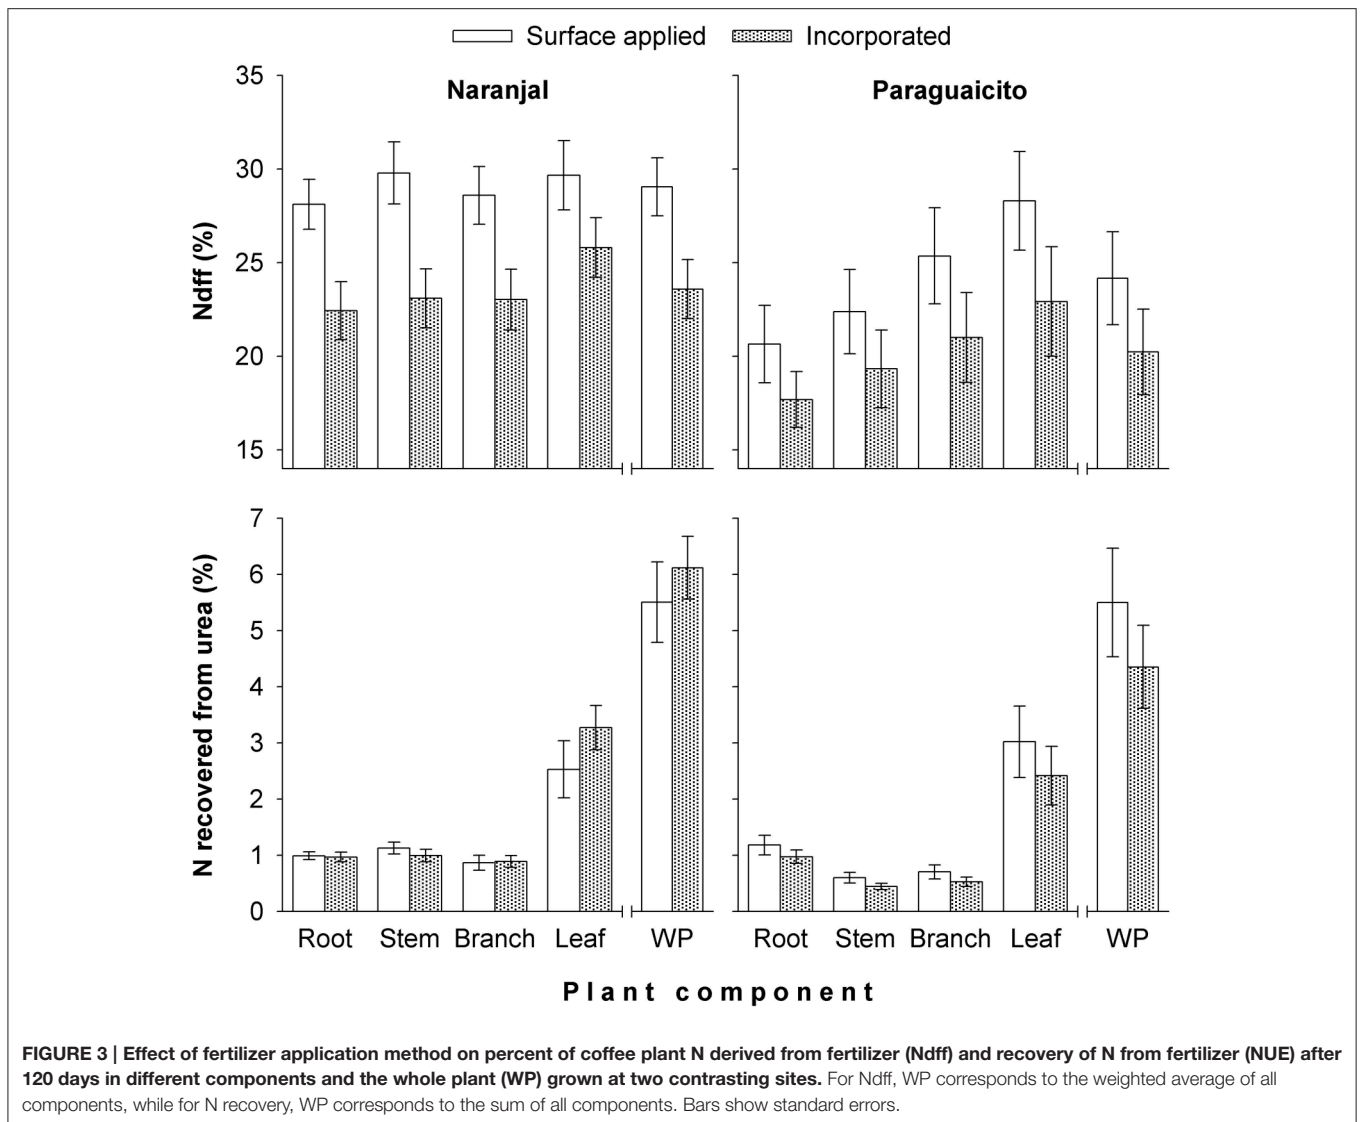 Surface applied Incorporated
Naranjal Paraguaicito
Ndff (%)
35
30
25
20
15
N recovered from urea (%)
7
6
5
4
3
2
1
0
Root Stem Branch Leaf WP Root Stem Branch Leaf WP
Plant component
FIGURE 3 | Effect of fertilizer application method on percent of coffee plant N derived from fertilizer (Ndff) and recovery of N from fertilizer (NUE) after
120 days in different components and the whole plant (WP) grown at two contrasting sites. For Ndff, WP corresponds to the weighted average of all
components, while for N recovery, WP corresponds to the sum of all components. Bars show standard errors.